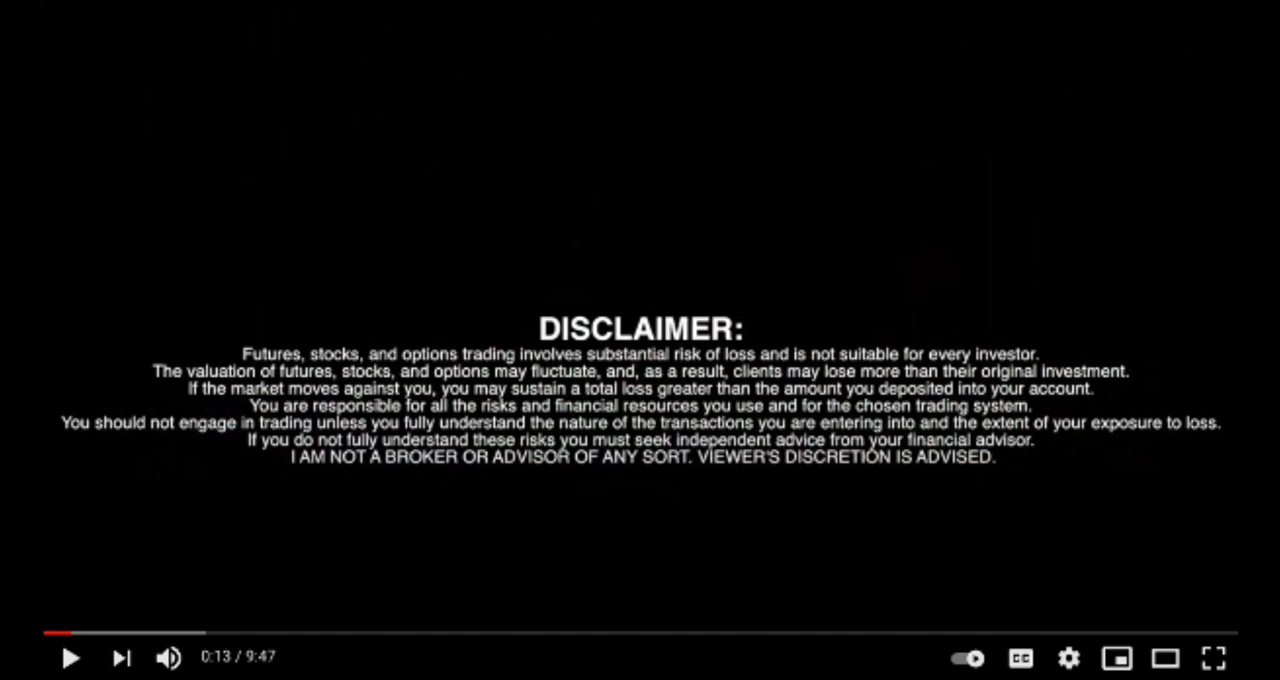 DISCLAIMER:
Futures, stocks, and options trading involves substantial risk of loss and is not suitable for every investor.
The valuation of futures, stocks, and options may fluctuate, and, as a result, clients may lose more than their original investment.
If the market moves against you, you may sustain a total loss greater than the amount you deposited into your account.
You are responsible for all the risks and financial resources you use and for the chosen trading system.
You should not engage in trading unless you fully understand the nature of the transactions you are entering into and the extent of your exposure to loss.
If you do not fully understand these risks you must seek independent advice from your financial advisor.
I AM NOT A BROKER OR ADVISOR OF ANY SORT. VIEWER'S DISCRETION IS ADVISED.
0:13 / 9:47
CC